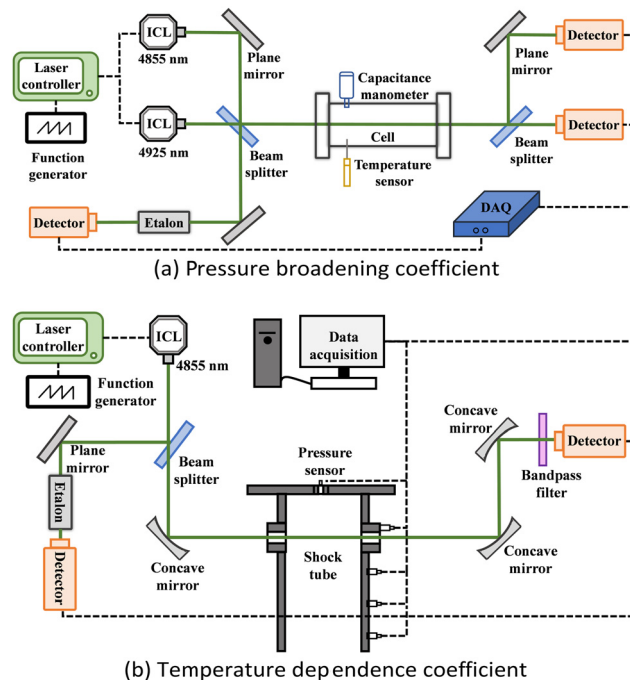 ICL
4855 nm
Laser
controller
Plane
mirror
Function
generator
ICL
4925 nm
Beam
splitter
Capacitance
manometer
Cell
Temperature
sensor
Plane
mirror
Detector
Detector
Beam
splitter
Detector
Etalon
DAQ
(a) Pressure broadening coefficient
Laser
controller
ICL
4855 nm
Function
generator
Data
acquisition
Plane
mirror
Beam
splitter
Etalon
Detector
Concave
mirror
Pressure
sensor
Shock
tube
Concave
mirror
Detector
Bandpass
filter
Concave
mirror
(b) Temperature dependence coefficient